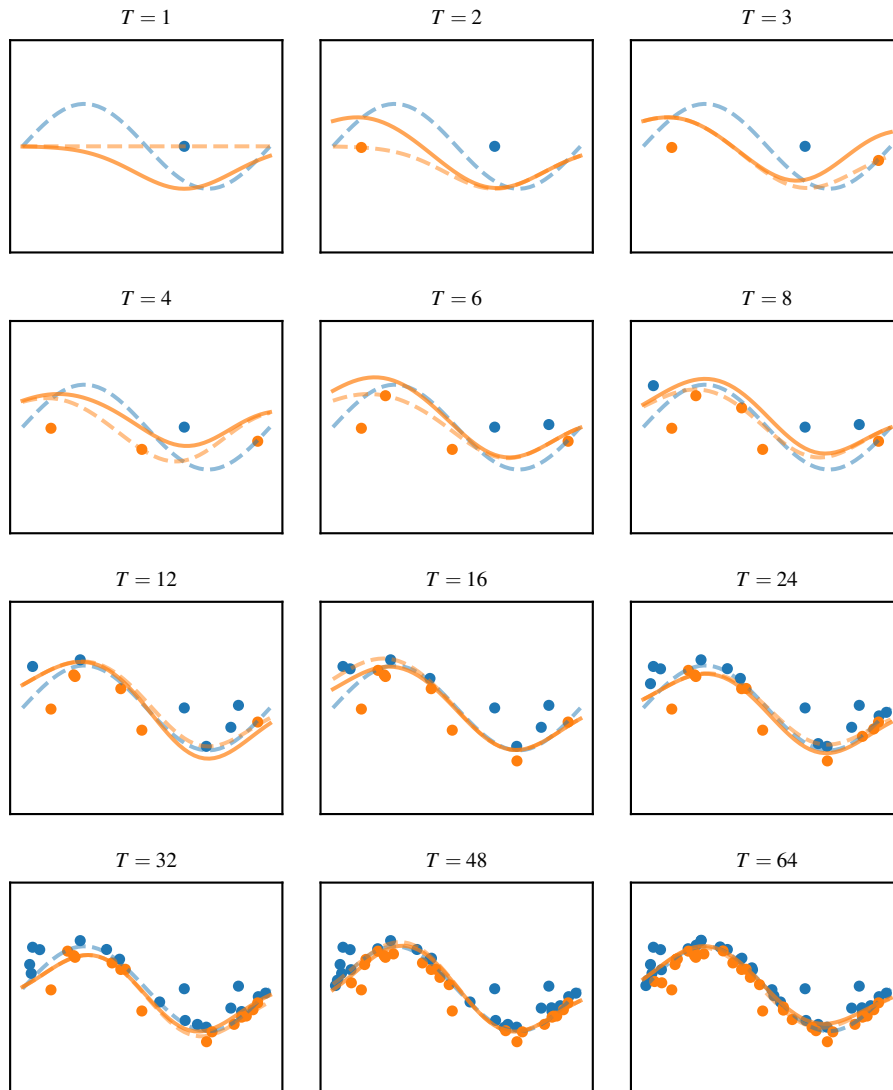 T = 1
T = 2
T = 3
T = 4
T = 6
T = 8
T = 12
T = 16
T = 24
T = 32
T = 48
T = 64